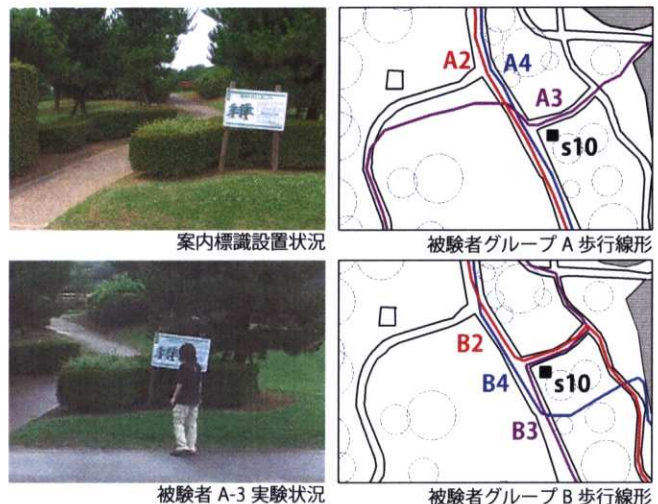 A2
A4
A3
s10
案内標識設置状況
被験者グループ A 歩行線形
B2
B4
s10
B3
被験者 A-3 実験状況
被験者グループ B 歩行線形